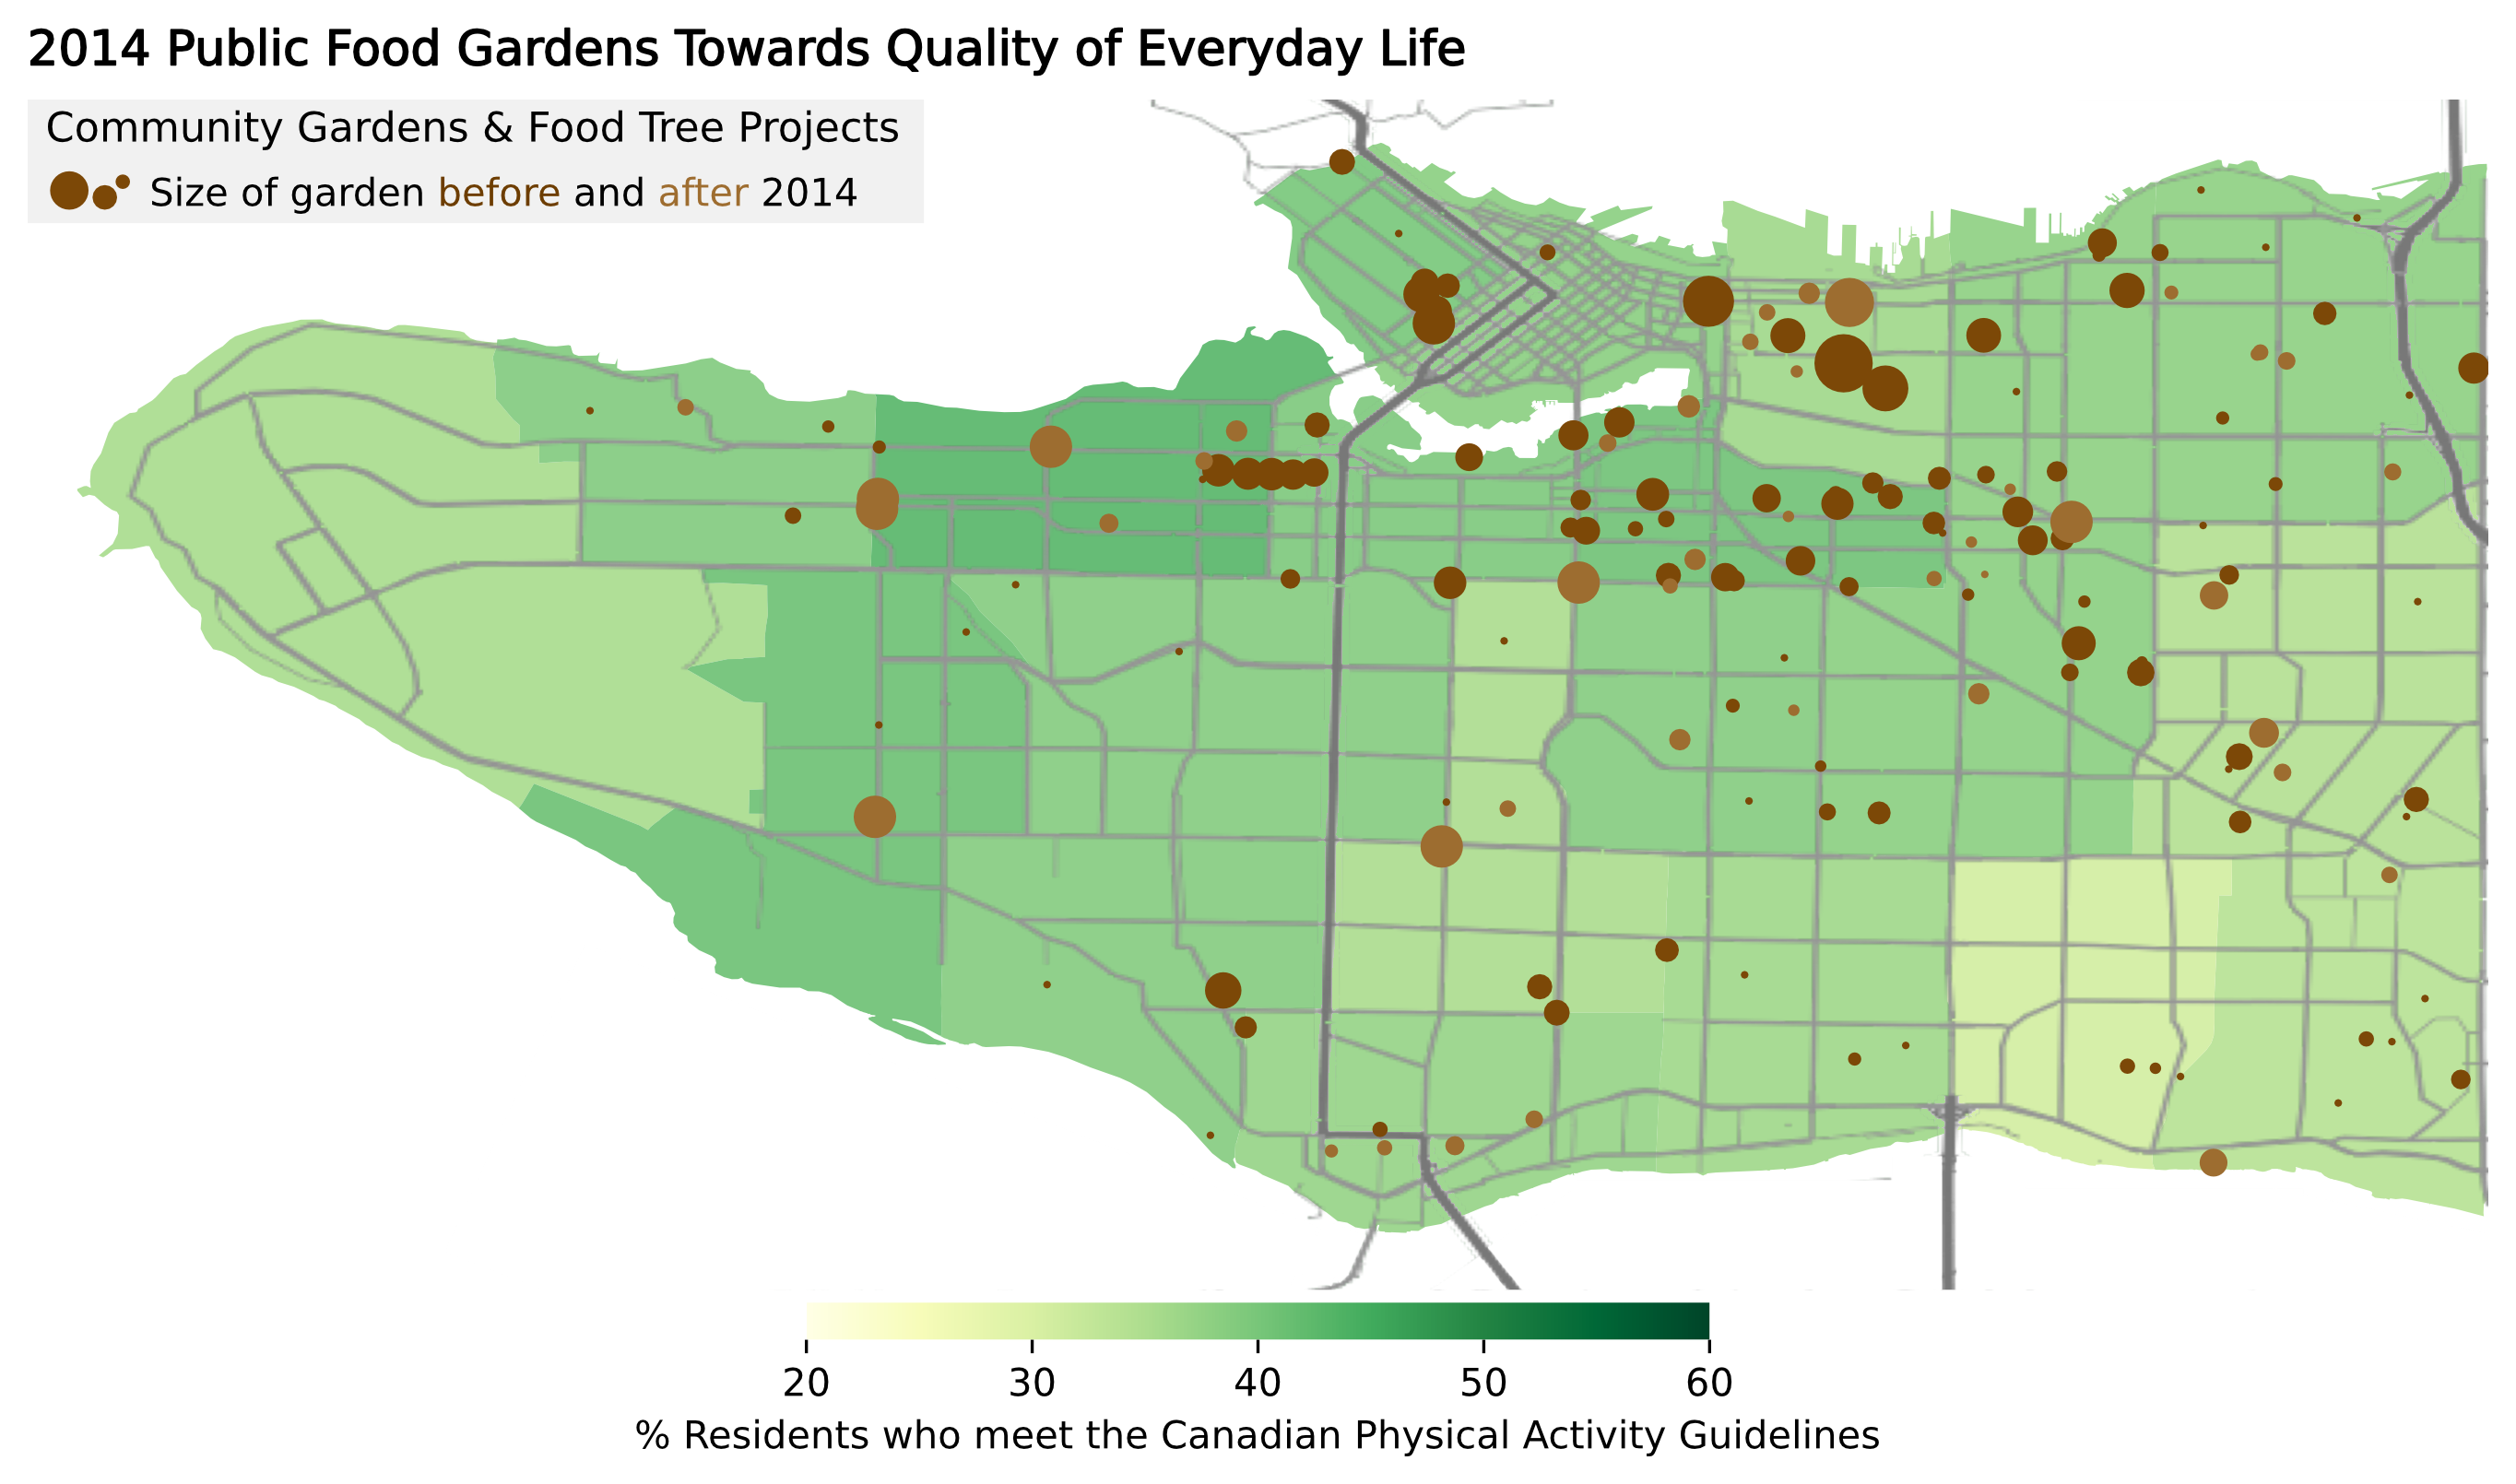 2014 Public Food Gardens Towards Quality of Everyday Life
Community Gardens & Food Tree Projects
Size of garden before and after 2014
20 30 40 50 60
% Residents who meet the Canadian Physical Activity Guidelines